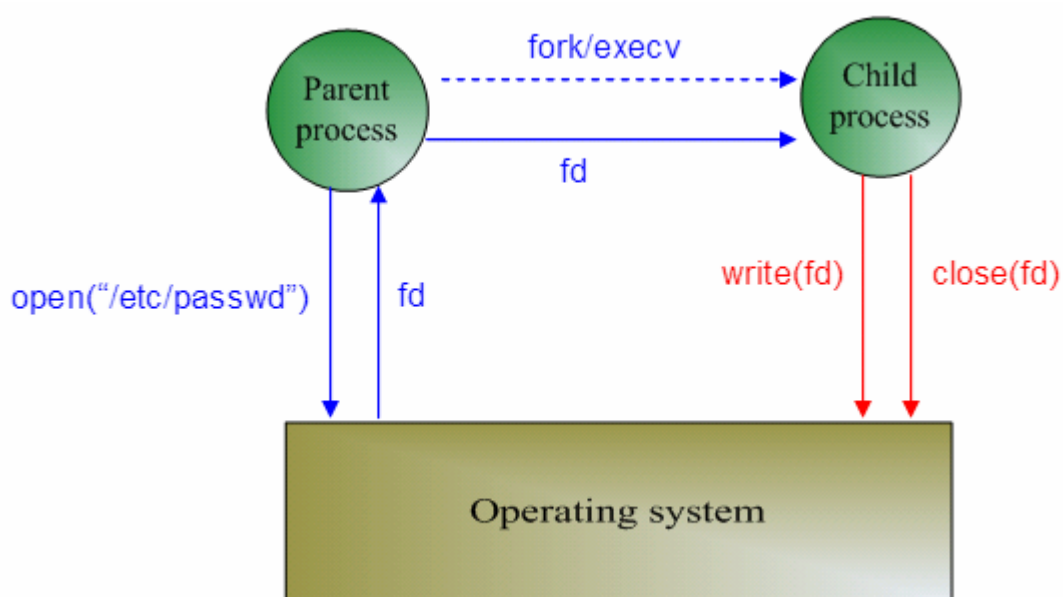 fork/execv
Parent
process
Child
process
fd
open(“/etc/passwd”)
fd
write(fd)
close(fd)
Operating system